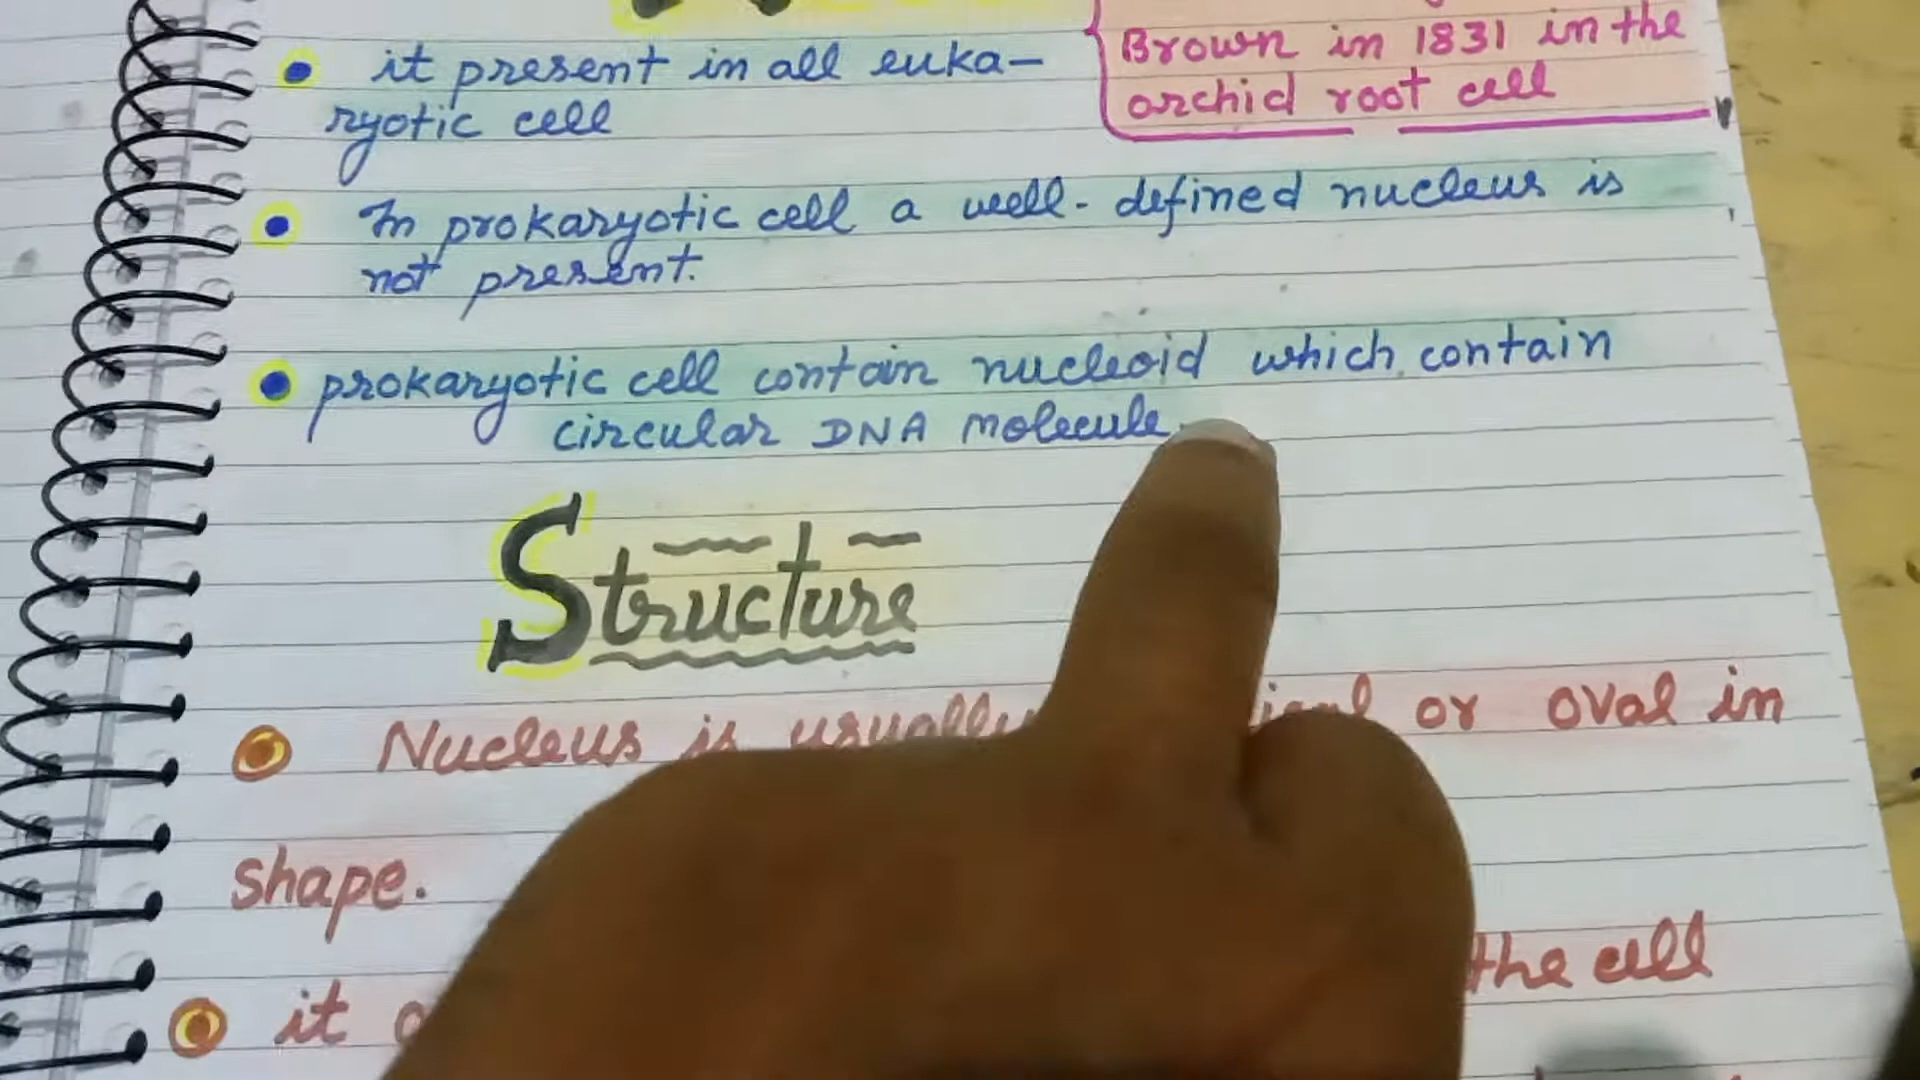 it present in all euka-
ryotic cell
Brown in 1831 in the
orchid root cell
In prokaryotic cell a well-defined nucleus is
not present.
prokaryotic cell contain nucleoid which contain
circular DNA molecule
Structure
Nucleus is usually or oval in
shape.
it the cell